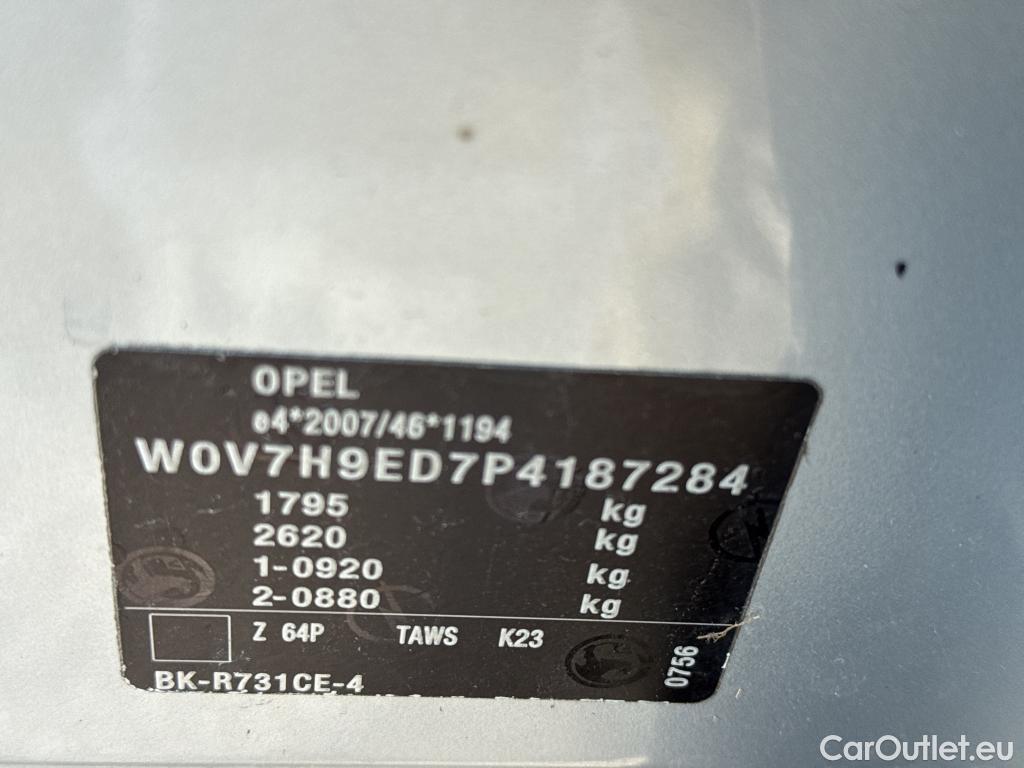 OPEL
e4*2007/46*1194
W0V7H9ED7P4187284
1795 kg
2620 kg
1-0920 kg
2-0880 kg
Z 64P TAWS K23
0756
BK-R731CE-4
CarOutlet.eu